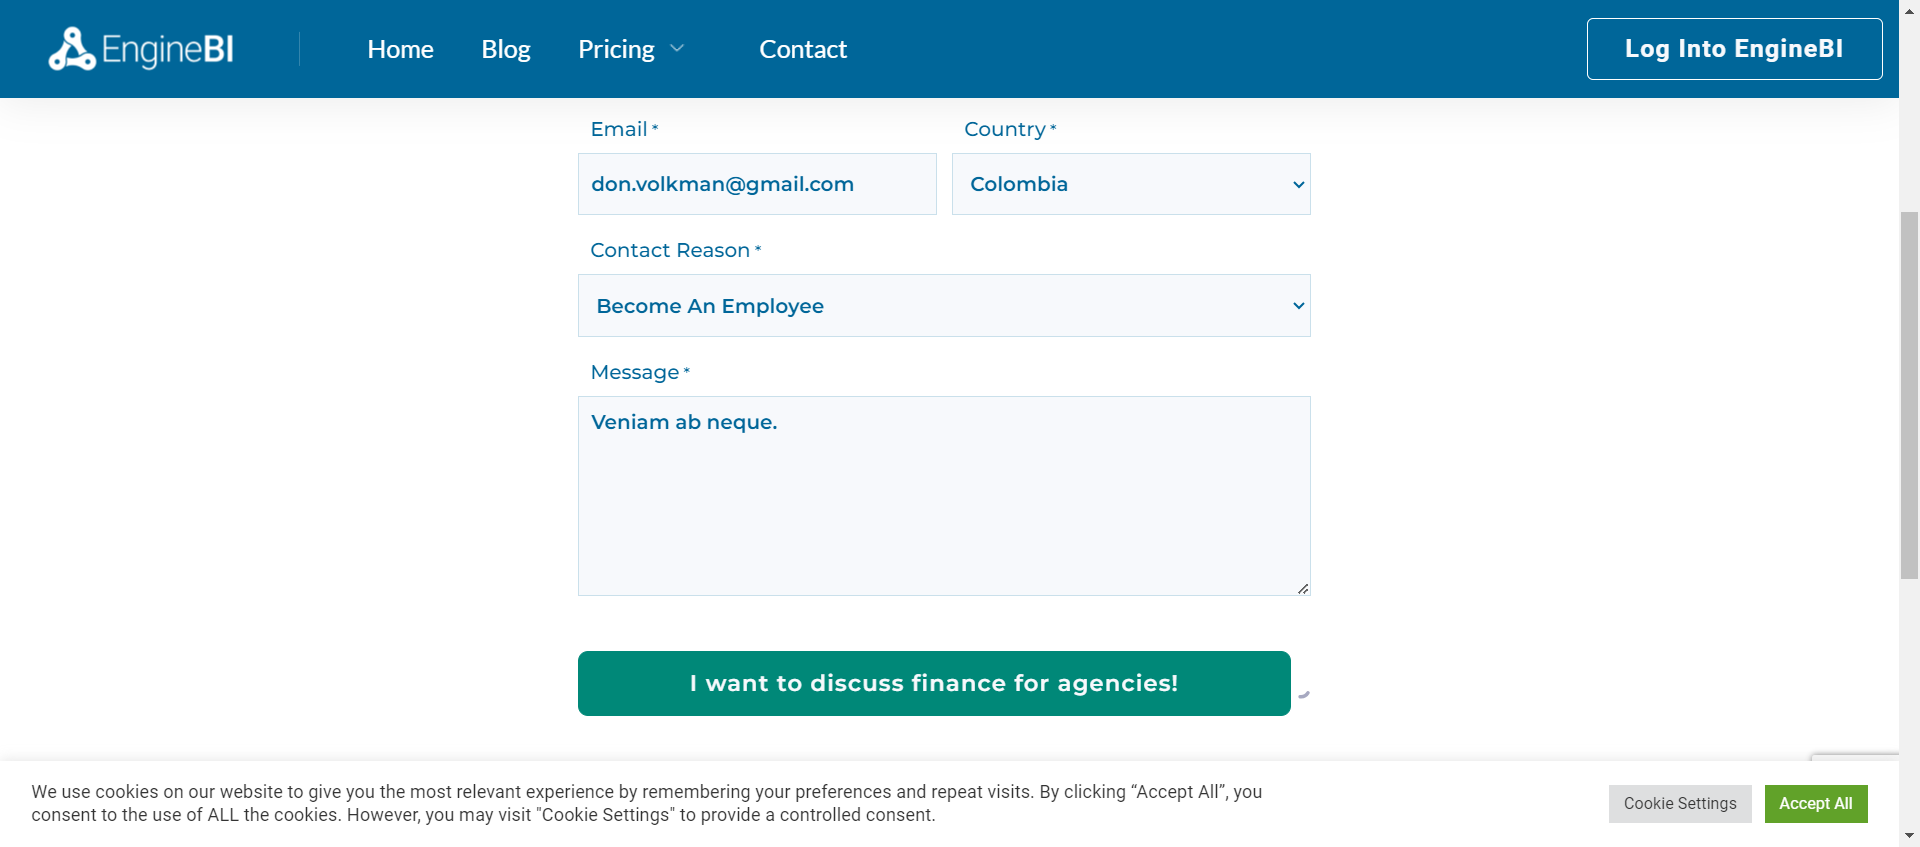 EngineBI
Home
Blog
Pricing
Contact
Log Into EngineBI
Email *
Country *
don.volkman@gmail.com
Colombia
Contact Reason *
Become An Employee
Message *
Veniam ab neque.
I want to discuss finance for agencies!
We use cookies on our website to give you the most relevant experience by remembering your preferences and repeat visits. By clicking “Accept All”, you
consent to the use of ALL the cookies. However, you may visit "Cookie Settings" to provide a controlled consent.
Cookie Settings
Accept All